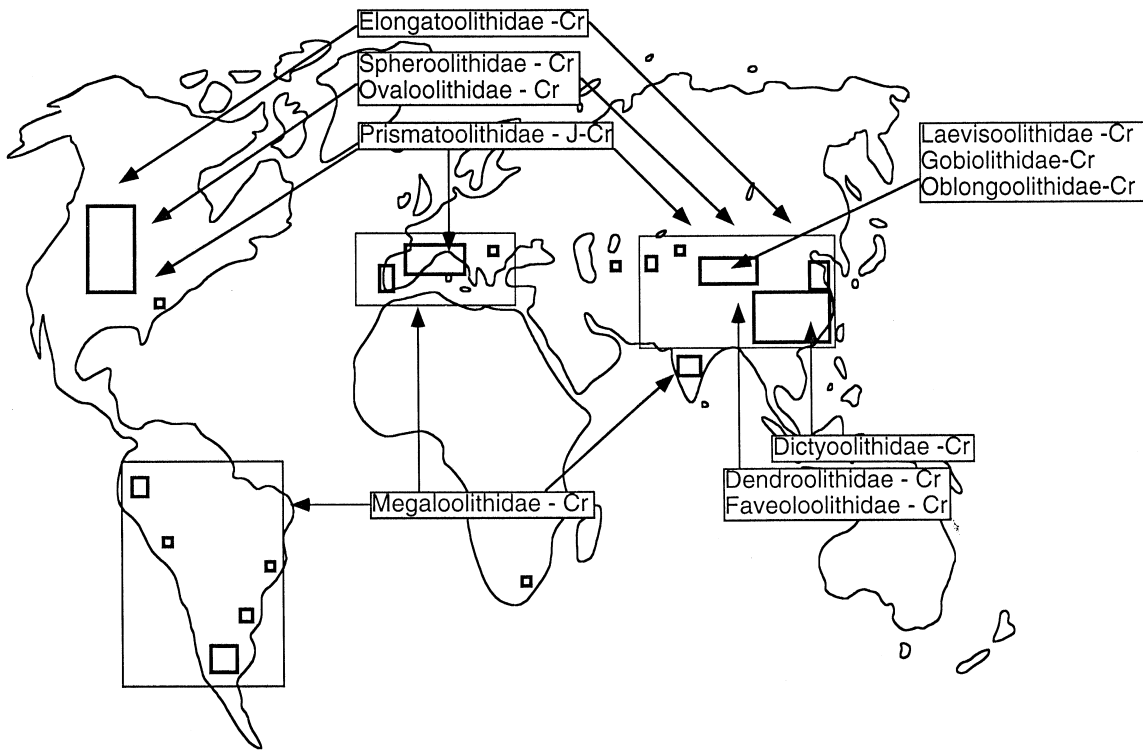 Elongatoolithidae -Cr
Spheroolithidae - Cr
Ovaloolithidae - Cr
Prismatoolithidae - J-Cr
Laevisoolithidae -Cr
Gobiolithidae-Cr
Oblongoolithidae-Cr
Dictyoolithidae -Cr
Dendroolithidae - Cr
Faveoloolithidae - Cr
Megaloolithidae - Cr